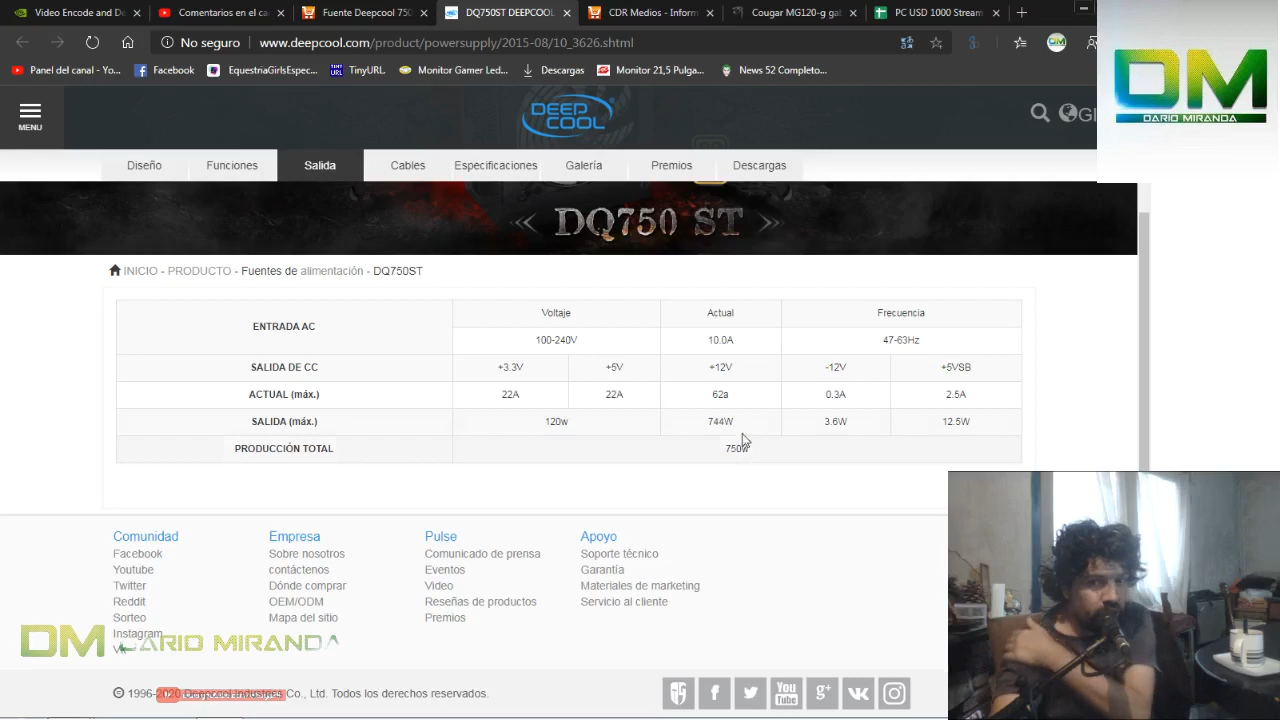 Video Encode and De
Comentarios en el ca
Fuente Deepcool 750
DQ750ST DEEPCOOL
CDR Medios - Inform
Cougar MG120-g gab
PC USD 1000 Stream
No seguro
www.deepcool.com/product/powersupply/2015-08/10_3626.shtml
Panel del canal - Yo...
Facebook
EquestriaGirlsEspec...
TinyURL
Monitor Gamer Led...
Descargas
Monitor 21,5 Pulga...
News 52 Completo...
DM
DARIO MIRANDA
MENU
DEEP
COOL
Diseño
Funciones
Salida
Cables
Especificaciones
Galería
Premios
Descargas
DQ750 ST
INICIO - PRODUCTO - Fuentes de alimentación - DQ750ST
ENTRADA AC
Voltaje
Actual
Frecuencia
100-240V
10.0A
47-63Hz
SALIDA DE CC
+3.3V
+5V
+12V
-12V
+5VSB
ACTUAL (máx.)
22A
22A
62a
0.3A
2.5A
SALIDA (máx.)
120w
744W
3.6W
12.5W
PRODUCCIÓN TOTAL
750w
Comunidad
Facebook
Youtube
Twitter
Reddit
Sorteo
Instagram
Empresa
Sobre nosotros
contáctenos
Dónde comprar
OEM/ODM
Mapa del sitio
Pulse
Comunicado de prensa
Eventos
Video
Reseñas de productos
Premios
Apoyo
Soporte técnico
Garantía
Materiales de marketing
Servicio al cliente
DM DARIO MIRANDA
© 1996-2020 Deepcool Industries Co., Ltd. Todos los derechos reservados.
You
Tube